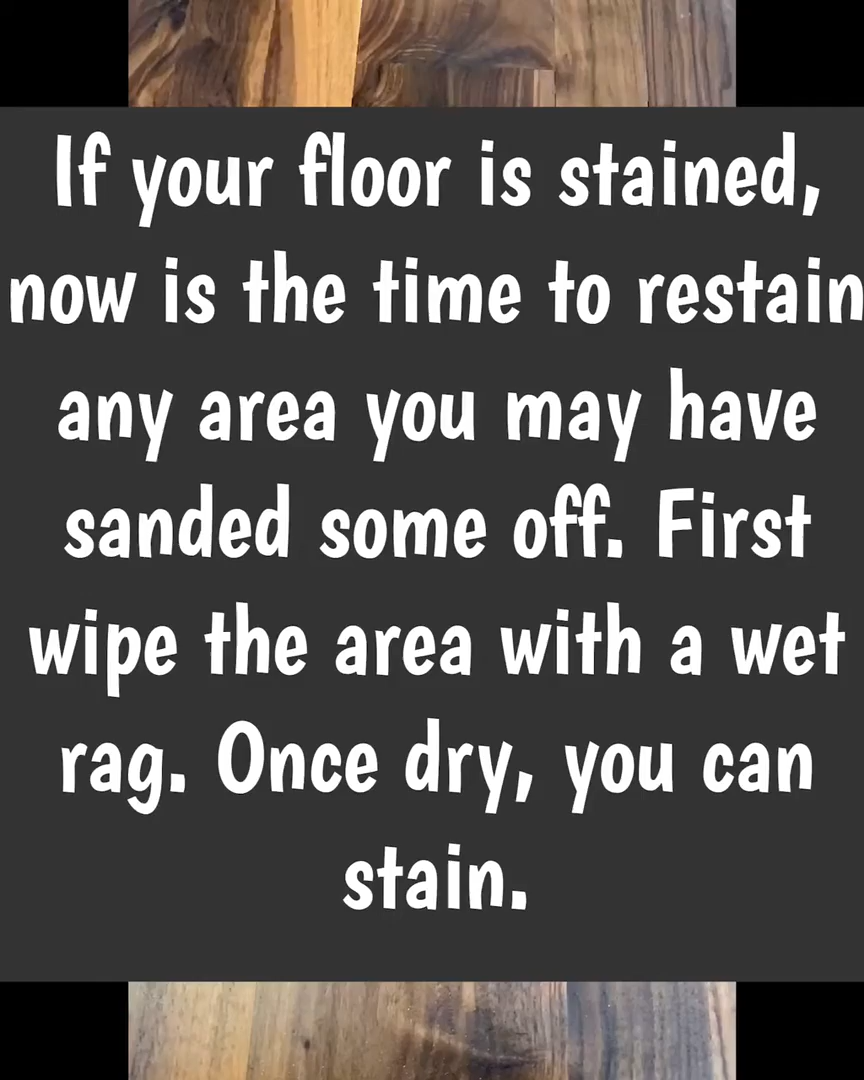 If your floor is stained,
now is the time to restain
any area you may have
sanded some off. First
wipe the area with a wet
rag. Once dry, you can
stain.